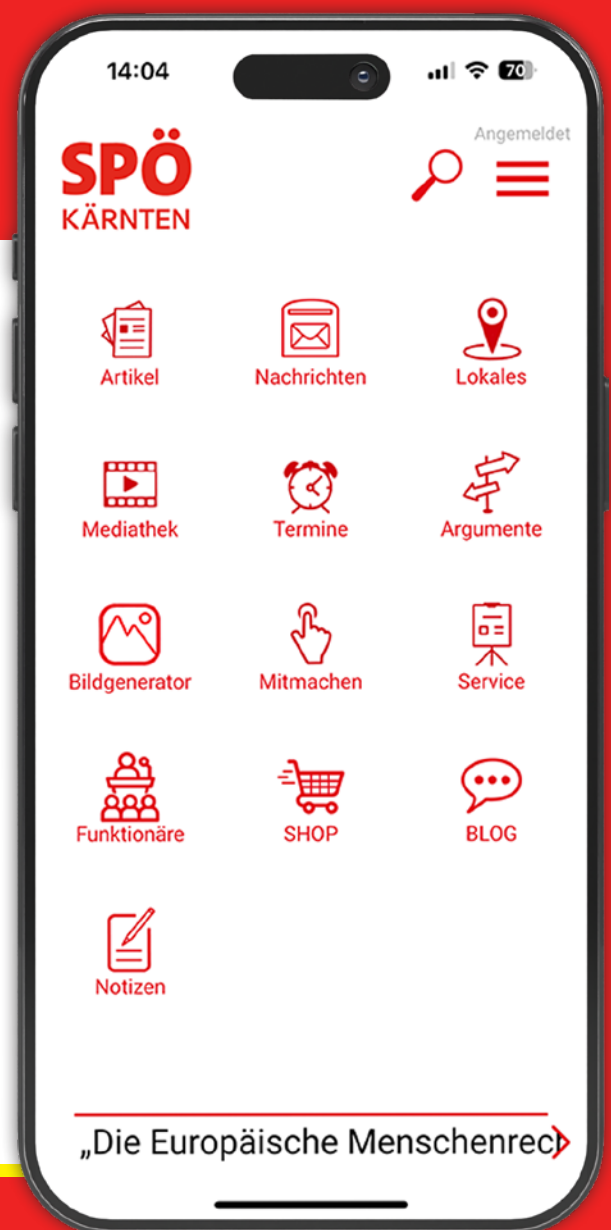 14:04
70
Angemeldet
SPÖ
KÄRNTEN
Artikel
Nachrichten
Lokales
Mediathek
Termine
Argumente
Bildgenerator
Mitmachen
Service
Funktionäre
SHOP
BLOG
Notizen
„Die Europäische Menschenrech